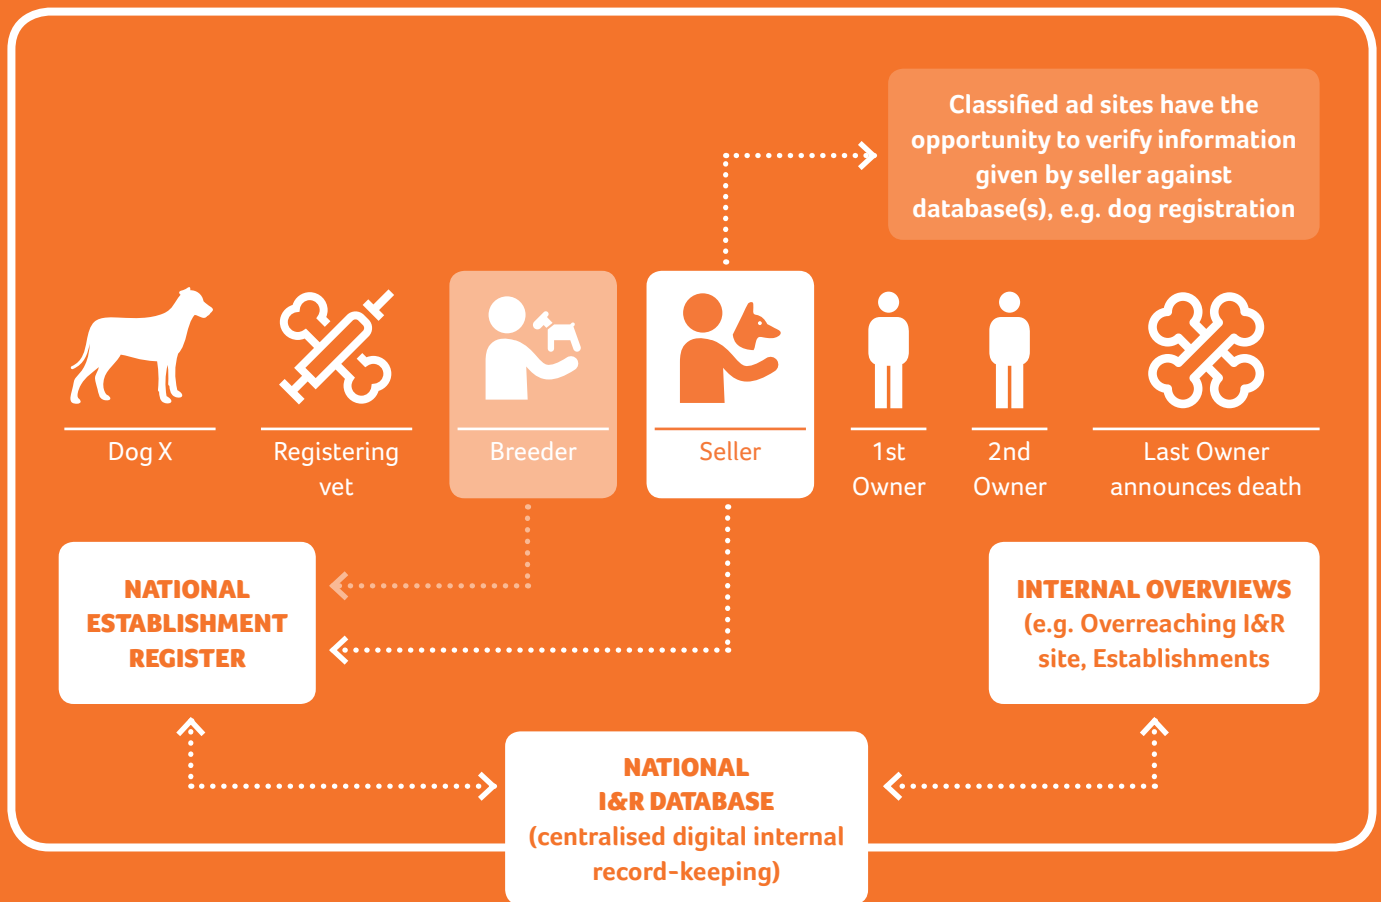 Classified ad sites have the
opportunity to verify information
given by seller against
database(s), e.g. dog registration
Dog X
Registering
vet
Breeder
Seller
1st
Owner
2nd
Owner
Last Owner
announces death
NATIONAL
ESTABLISHMENT
REGISTER
INTERNAL OVERVIEWS
(e.g. Overreaching I&R
site, Establishments
NATIONAL
I&R DATABASE
(centralised digital internal
record-keeping)